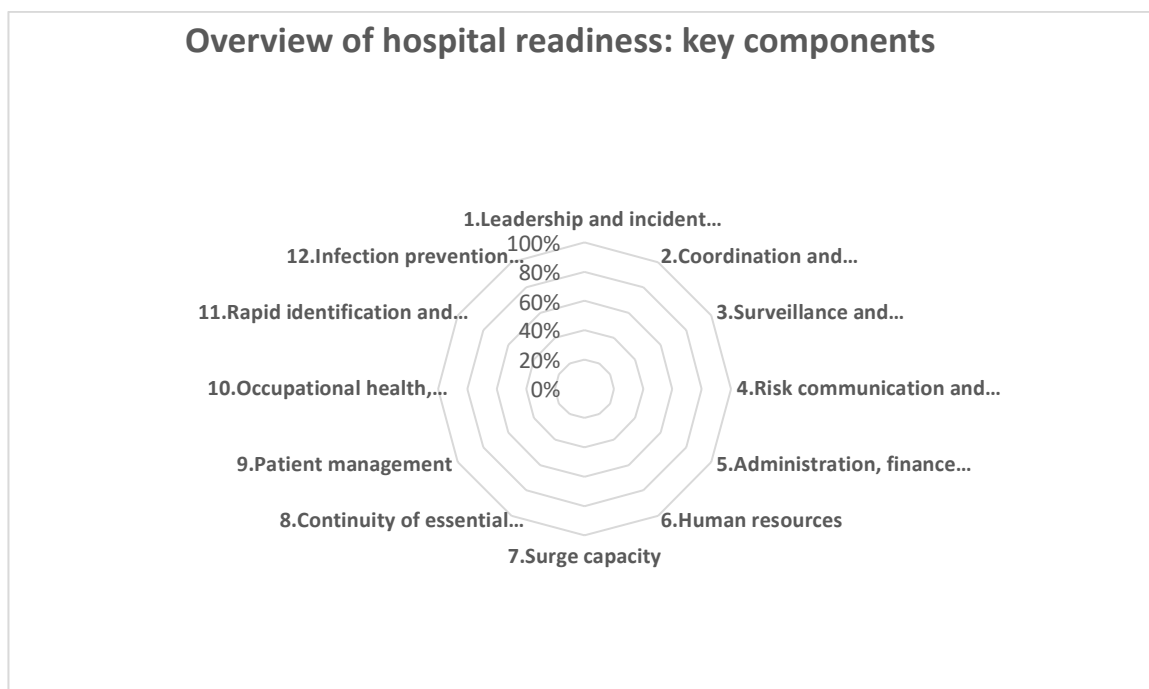 Overview of hospital readiness: key components
1.Leadership and incident…
2.Coordination and…
3.Surveillance and…
4.Risk communication and…
5.Administration, finance…
6.Human resources
7.Surge capacity
8.Continuity of essential…
9.Patient management
10.Occupational health,…
11.Rapid identification and…
12.Infection prevention…
100%
80%
60%
40%
20%
0%